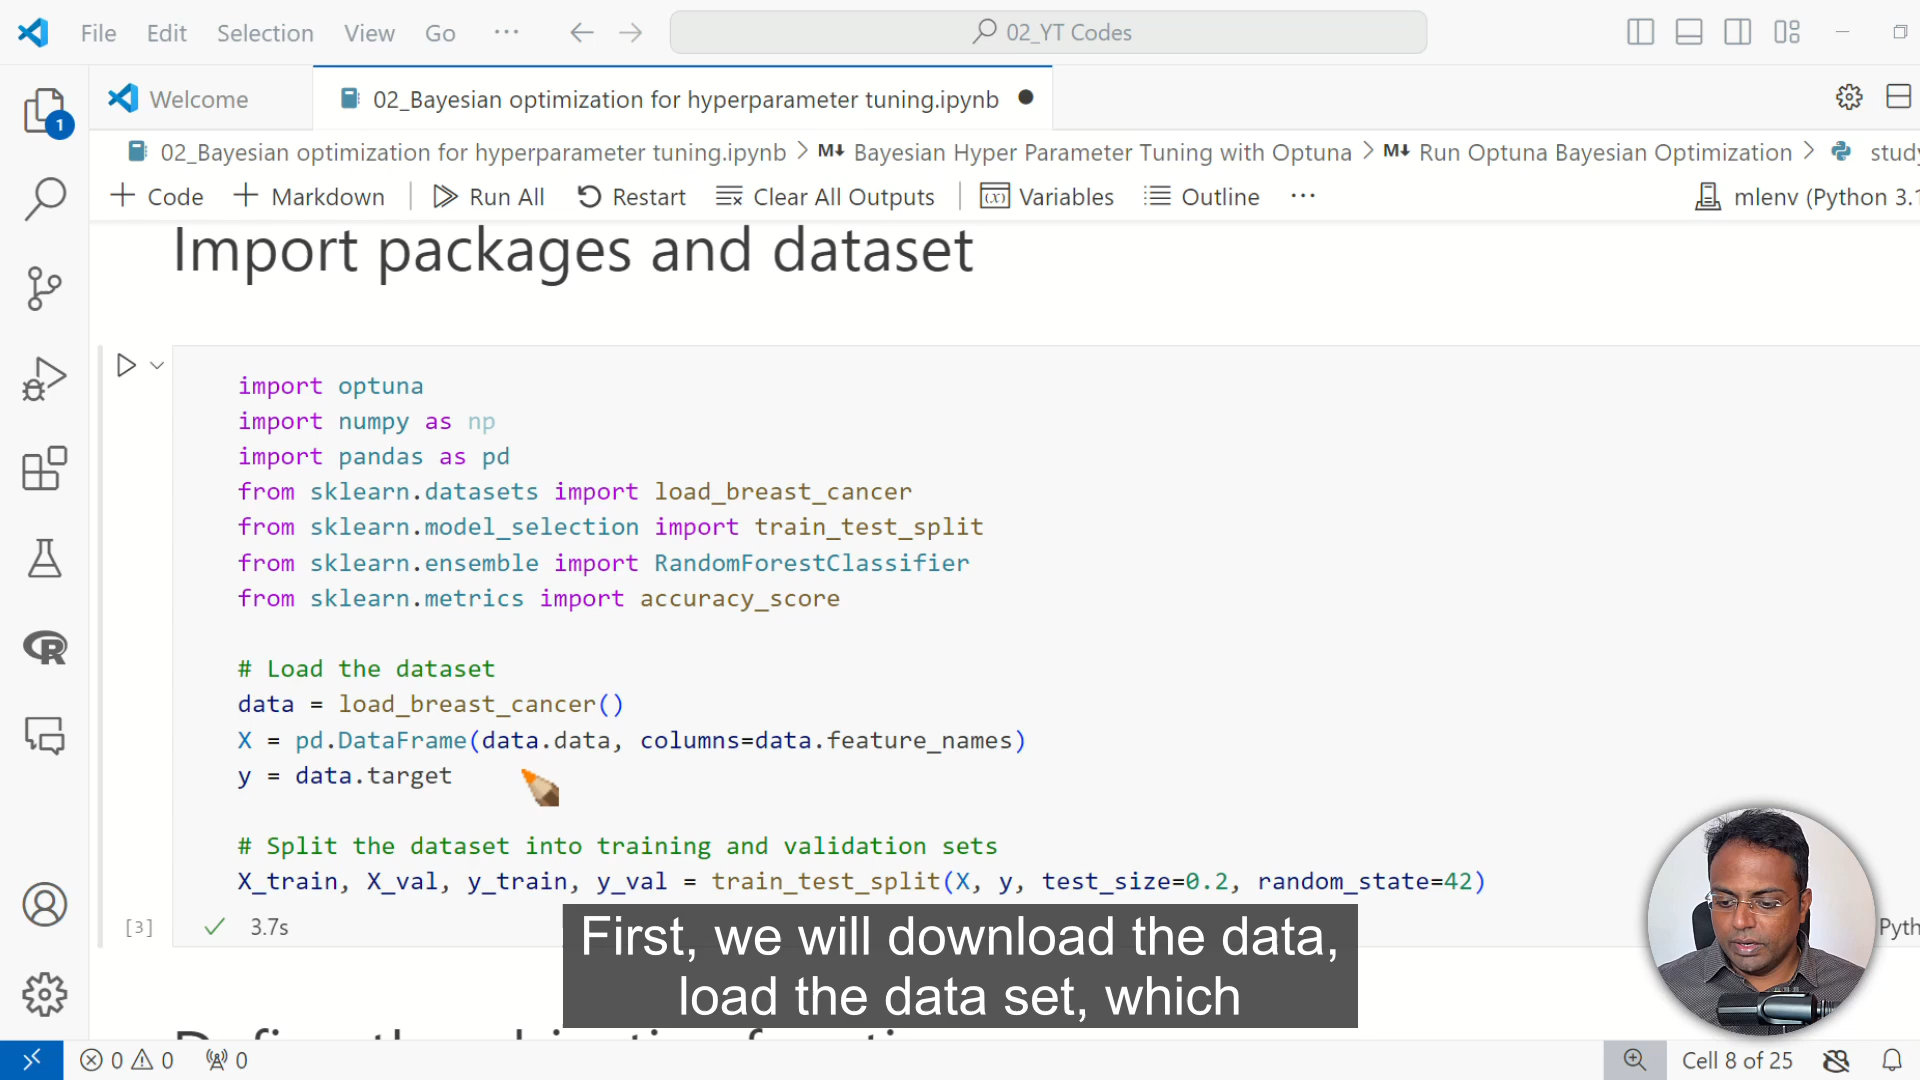 File Edit Selection View Go ··· 02_YT Codes
Welcome 02_Bayesian optimization for hyperparameter tuning.ipynb
1
02_Bayesian optimization for hyperparameter tuning.ipynb > M↓ Bayesian Hyper Parameter Tuning with Optuna > M↓ Run Optuna Bayesian Optimization > study
+ Code + Markdown | Run All Restart Clear All Outputs | Variables Outline ··· mlenv (Python 3.1
Import packages and dataset
import optuna
import numpy as np
import pandas as pd
from sklearn.datasets import load_breast_cancer
from sklearn.model_selection import train_test_split
from sklearn.ensemble import RandomForestClassifier
from sklearn.metrics import accuracy_score
# Load the dataset
data = load_breast_cancer()
X = pd.DataFrame(data.data, columns=data.feature_names)
y = data.target
# Split the dataset into training and validation sets
X_train, X_val, y_train, y_val = train_test_split(X, y, test_size=0.2, random_state=42)
[3] ✓ 3.7s Pyth
First, we will download the data,
load the data set, which
0 0 0 Cell 8 of 25